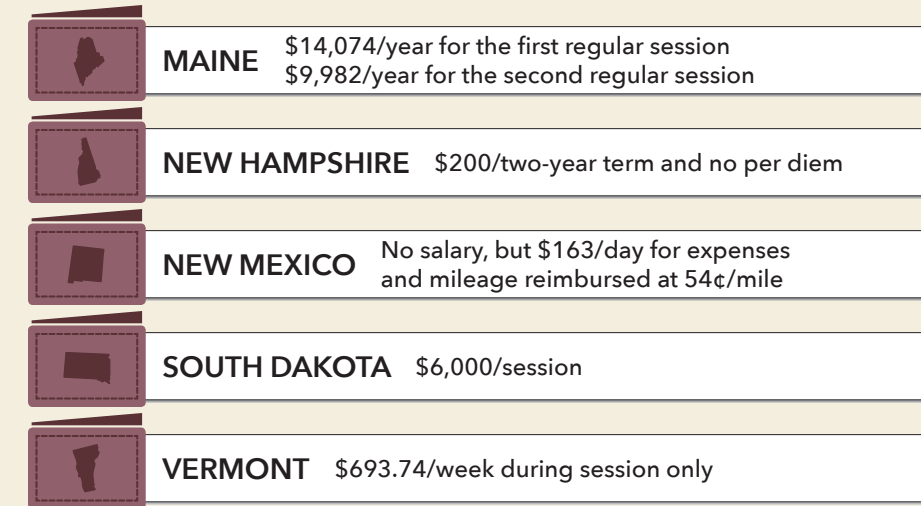 MAINE
$14,074/year for the first regular session
$9,982/year for the second regular session
NEW HAMPSHIRE $200/two-year term and no per diem
NEW MEXICO
No salary, but $163/day for expenses
and mileage reimbursed at 54¢/mile
SOUTH DAKOTA $6,000/session
VERMONT $693.74/week during session only